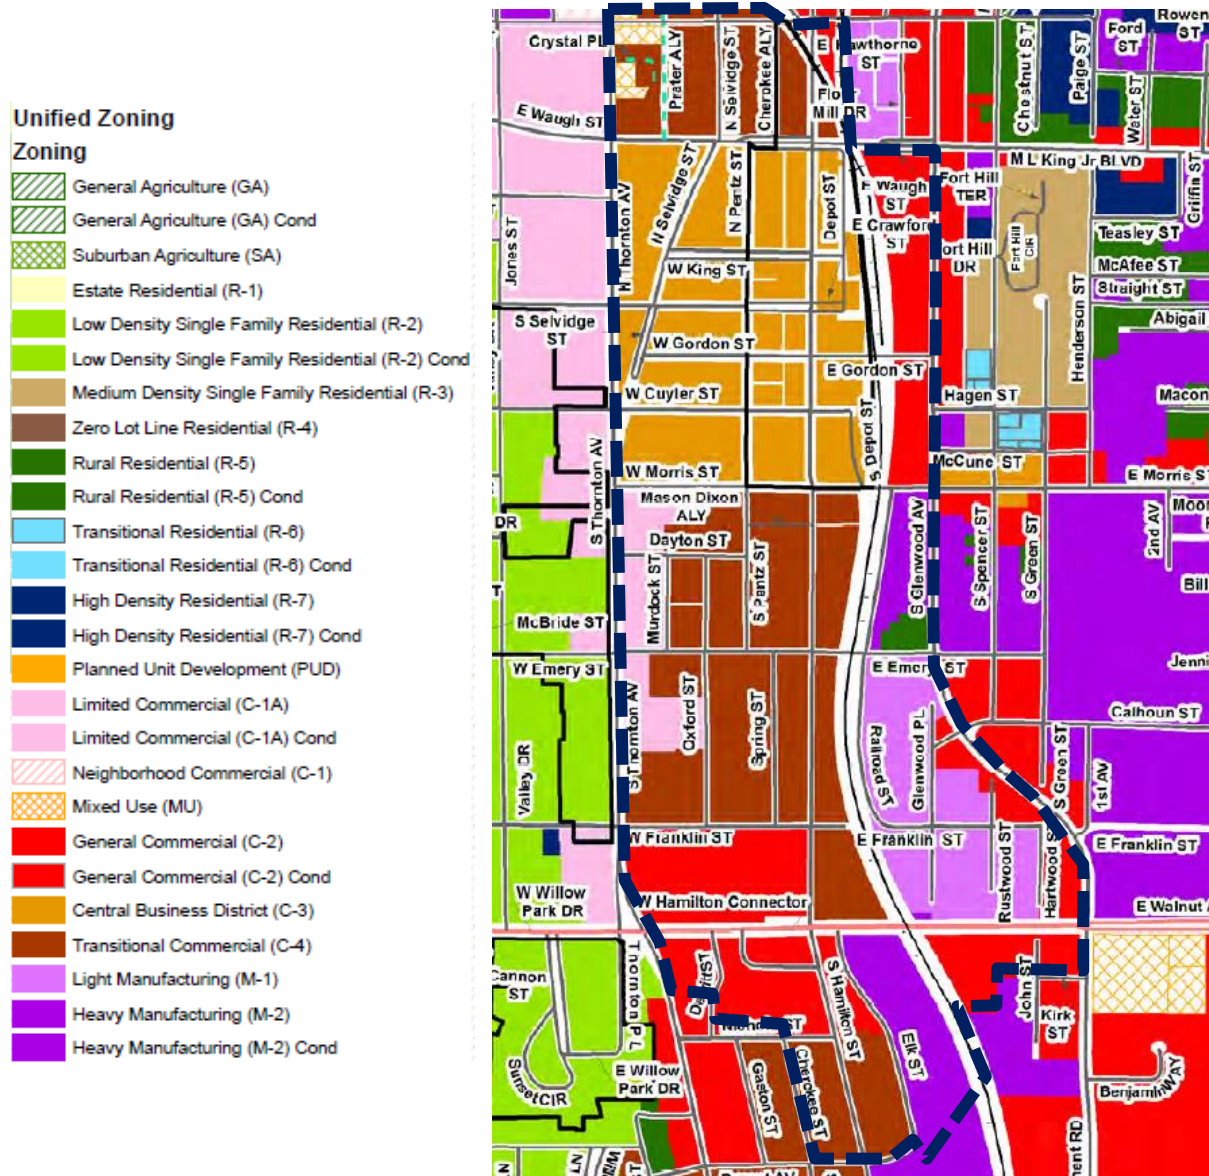 Unified Zoning
Zoning
General Agriculture (GA)
General Agriculture (GA) Cond
Suburban Agriculture (SA)
Estate Residential (R-1)
Low Density Single Family Residential (R-2)
Low Density Single Family Residential (R-2) Cond
Medium Density Single Family Residential (R-3)
Zero Lot Line Residential (R-4)
Rural Residential (R-5)
Rural Residential (R-5) Cond
Transitional Residential (R-6)
Transitional Residential (R-6) Cond
High Density Residential (R-7)
High Density Residential (R-7) Cond
Planned Unit Development (PUD)
Limited Commercial (C-1A)
Limited Commercial (C-1A) Cond
Neighborhood Commercial (C-1)
Mixed Use (MU)
General Commercial (C-2)
General Commercial (C-2) Cond
Central Business District (C-3)
Transitional Commercial (C-4)
Light Manufacturing (M-1)
Heavy Manufacturing (M-2)
Heavy Manufacturing (M-2) Cond
Crystal PL
Prater ALY
N Selvidge ST
Cherokee ALY
E Hawthorne
ST
Chestnut ST
Paige ST
Ford
ST
Rowen
ST
Water ST
E Waugh ST
Mill DR
M L King Jr BLVD
Jones ST
N Thornton AV
N Selvidge ST
N Pentz ST
Depot ST
E Waugh
ST
Fort Hill
TER
Griffin ST
E Crawford
ST
ort Hill
DR
Fort Hill
CIR
Teasley ST
W King ST
McAfee ST
Straight ST
Henderson ST
S Selvidge
ST
Abigail
W Gordon ST
E Gordon ST
W Cuyler ST
Hagen ST
Macon
S Thornton AV
S Depot ST
W Morris ST
McCune ST
E Morris ST
Mason Dixon
ALY
DR
Dayton ST
Murdock ST
S Pentz ST
S Glenwood AV
S Spencer ST
S Green ST
2nd AV
Bill
McBride ST
W Emery ST
E Emery ST
Jenni
S Thornton AV
Oxford ST
Spring ST
Calhoun ST
Valley DR
Railroad ST
Glenwood PL
S Green ST
1st AV
W Franklin ST
E Franklin ST
E Franklin ST
Rustwood ST
Hartwood S
W Willow
Park DR
W Hamilton Connector
E Walnut
Cannon
ST
Thornton PL
S Hamilton ST
Elk ST
John ST
Kirk
ST
Sunset CIR
E Willow
Park DR
Gaston ST
Cherokee ST
Benjamin WAY